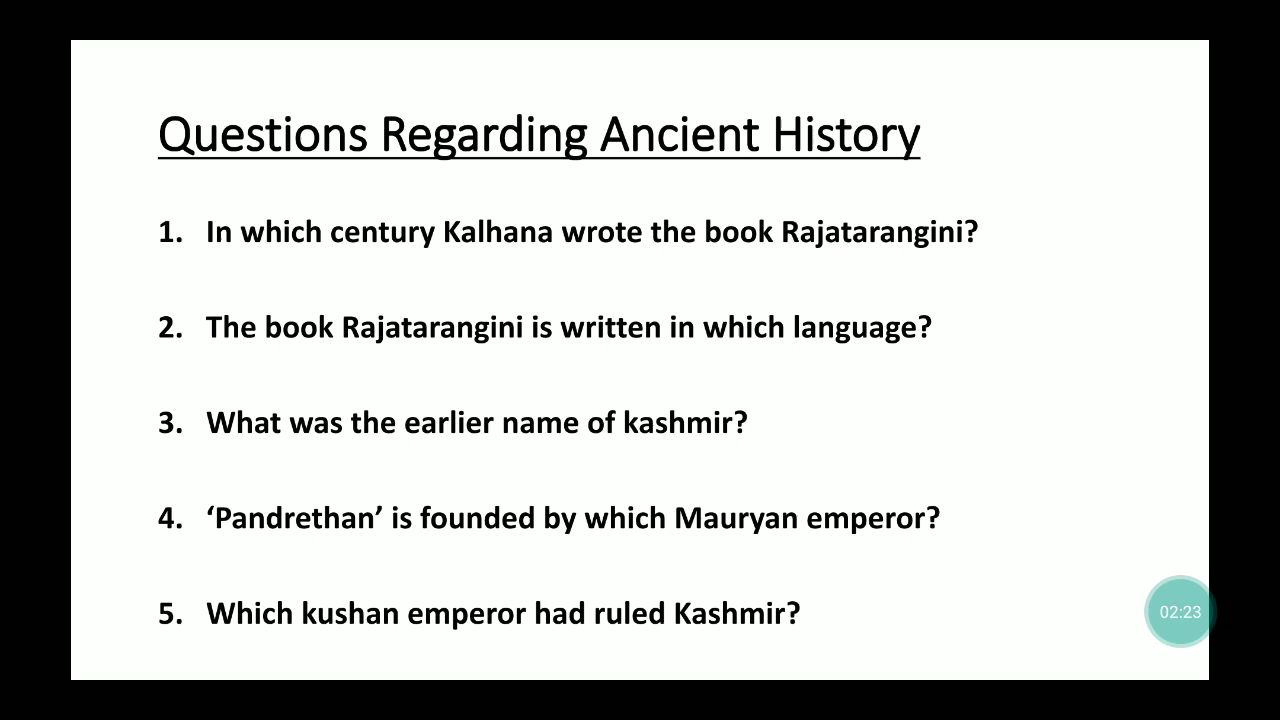 Questions Regarding Ancient History
1. In which century Kalhana wrote the book Rajatarangini?
2. The book Rajatarangini is written in which language?
3. What was the earlier name of kashmir?
4. ‘Pandrethan’ is founded by which Mauryan emperor?
5. Which kushan emperor had ruled Kashmir?
02:23